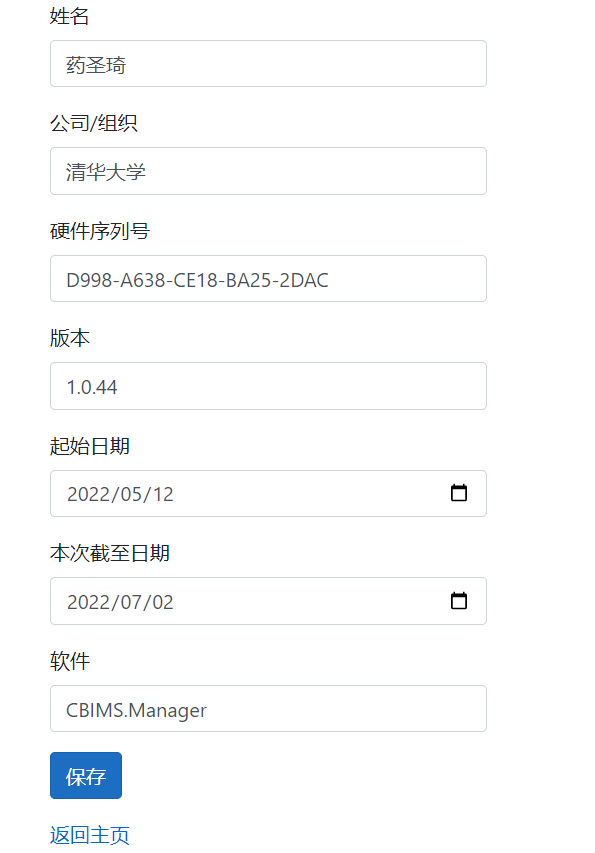 姓名
药圣琦
公司/组织
清华大学
硬件序列号
D998-A638-CE18-BA25-2DAC
版本
1.0.44
起始日期
2022/05/12
本次截至日期
2022/07/02
软件
CBIMS.Manager
保存
返回主页